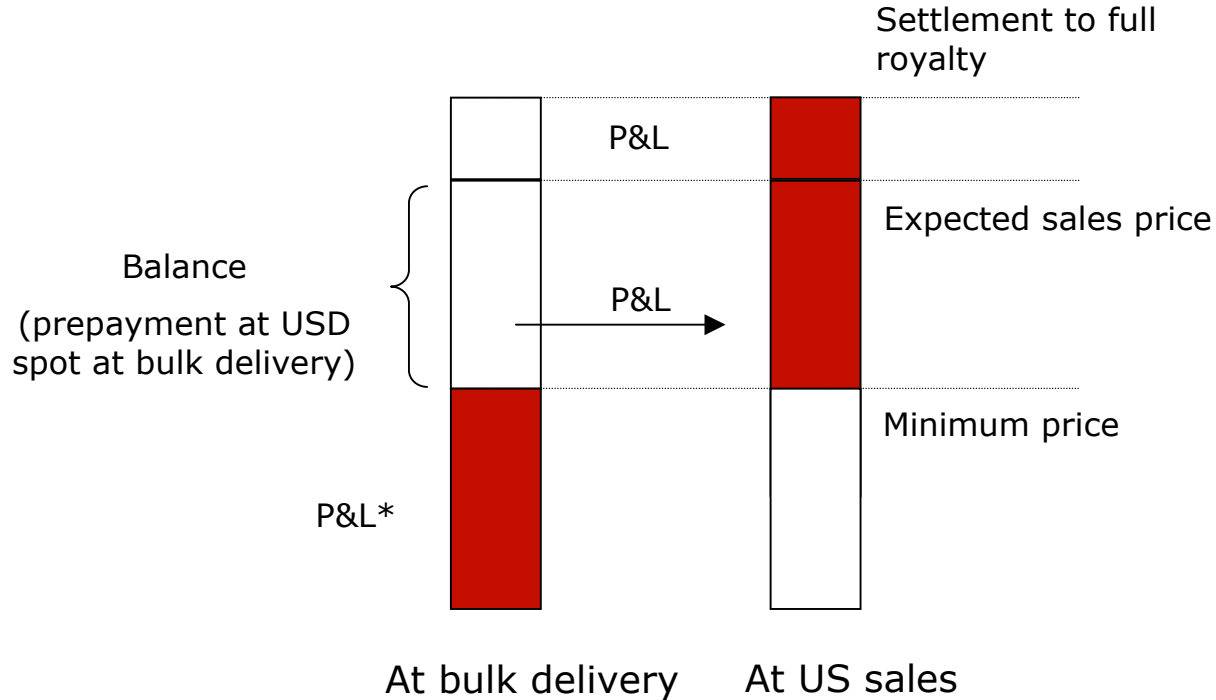 Settlement to full
royalty
P&L
Expected sales price
Balance
(prepayment at USD
spot at bulk delivery)
P&L
Minimum price
P&L*
At bulk delivery
At US sales